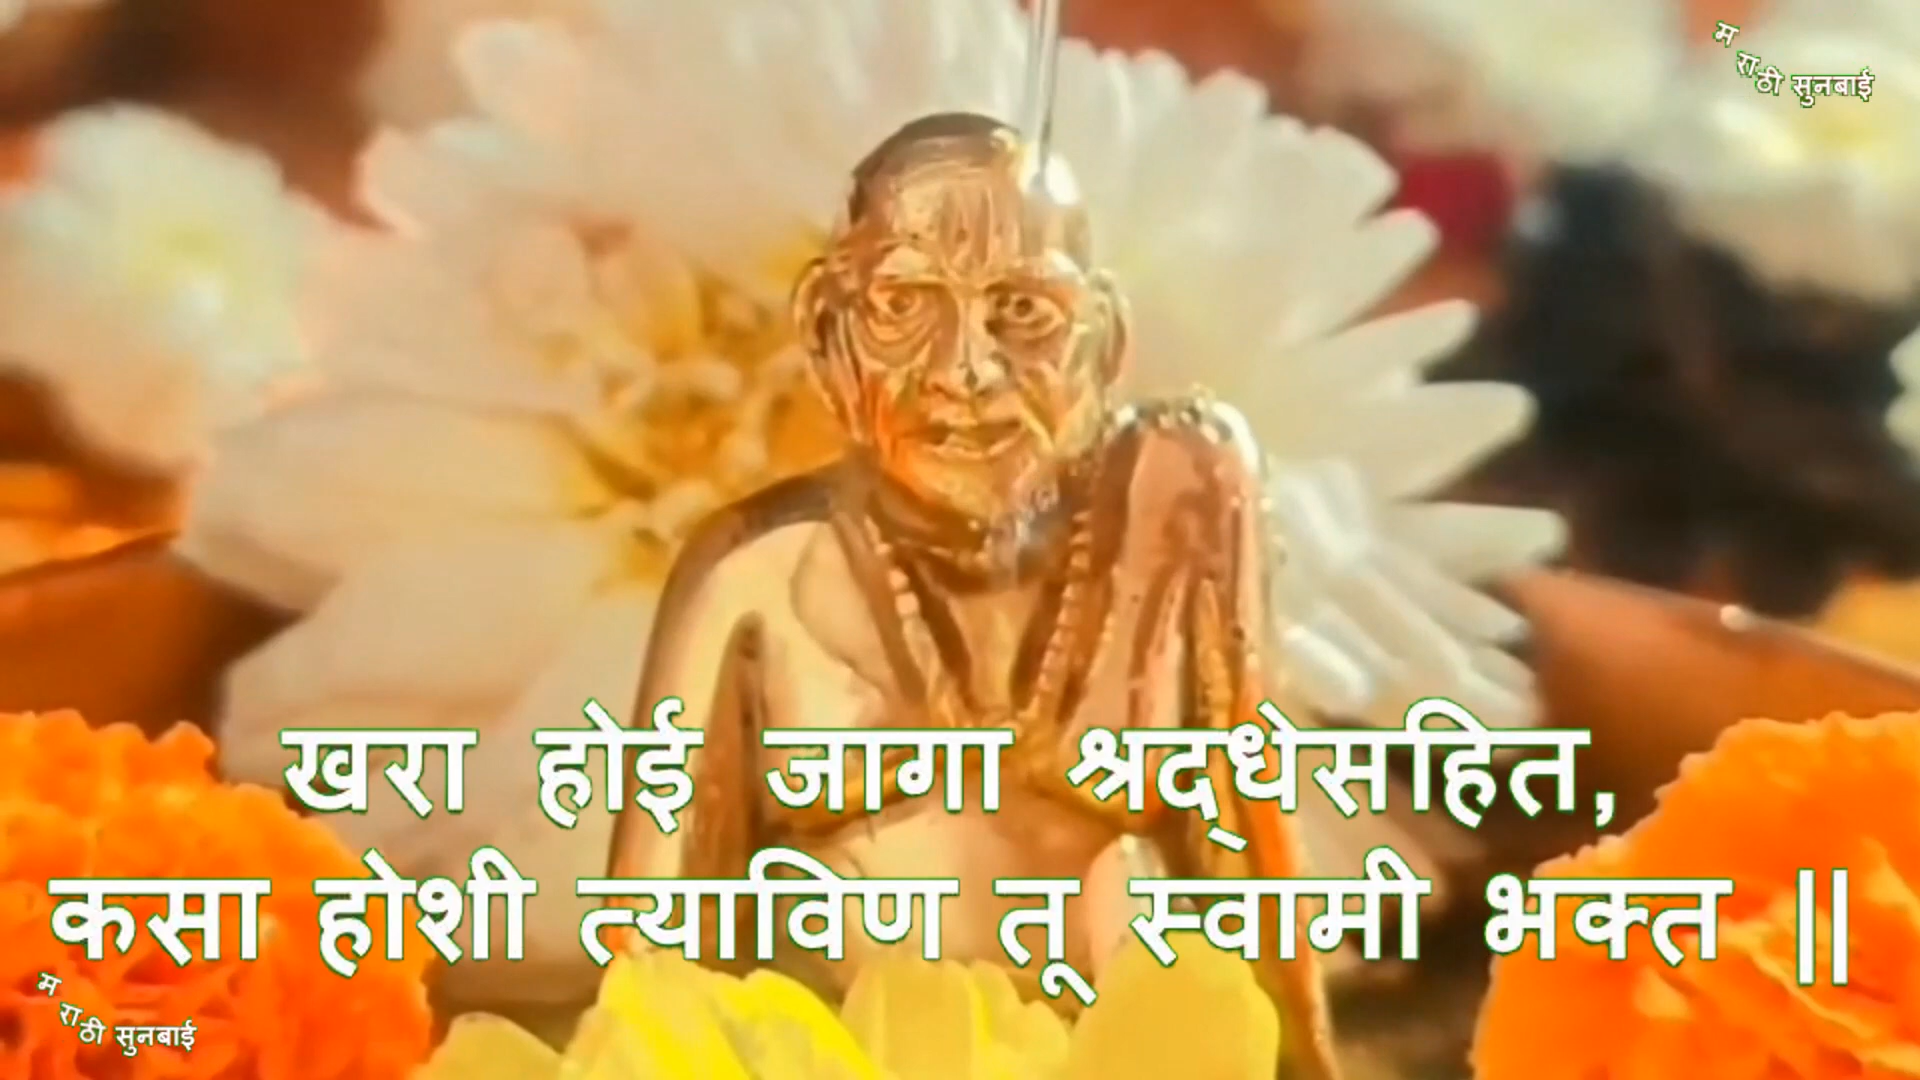 मराठी सुनबाई
खरा होई जागा श्रद्धेसहित,
कसा होशी त्याविण तू स्वामी भक्त ||
मराठी सुनबाई